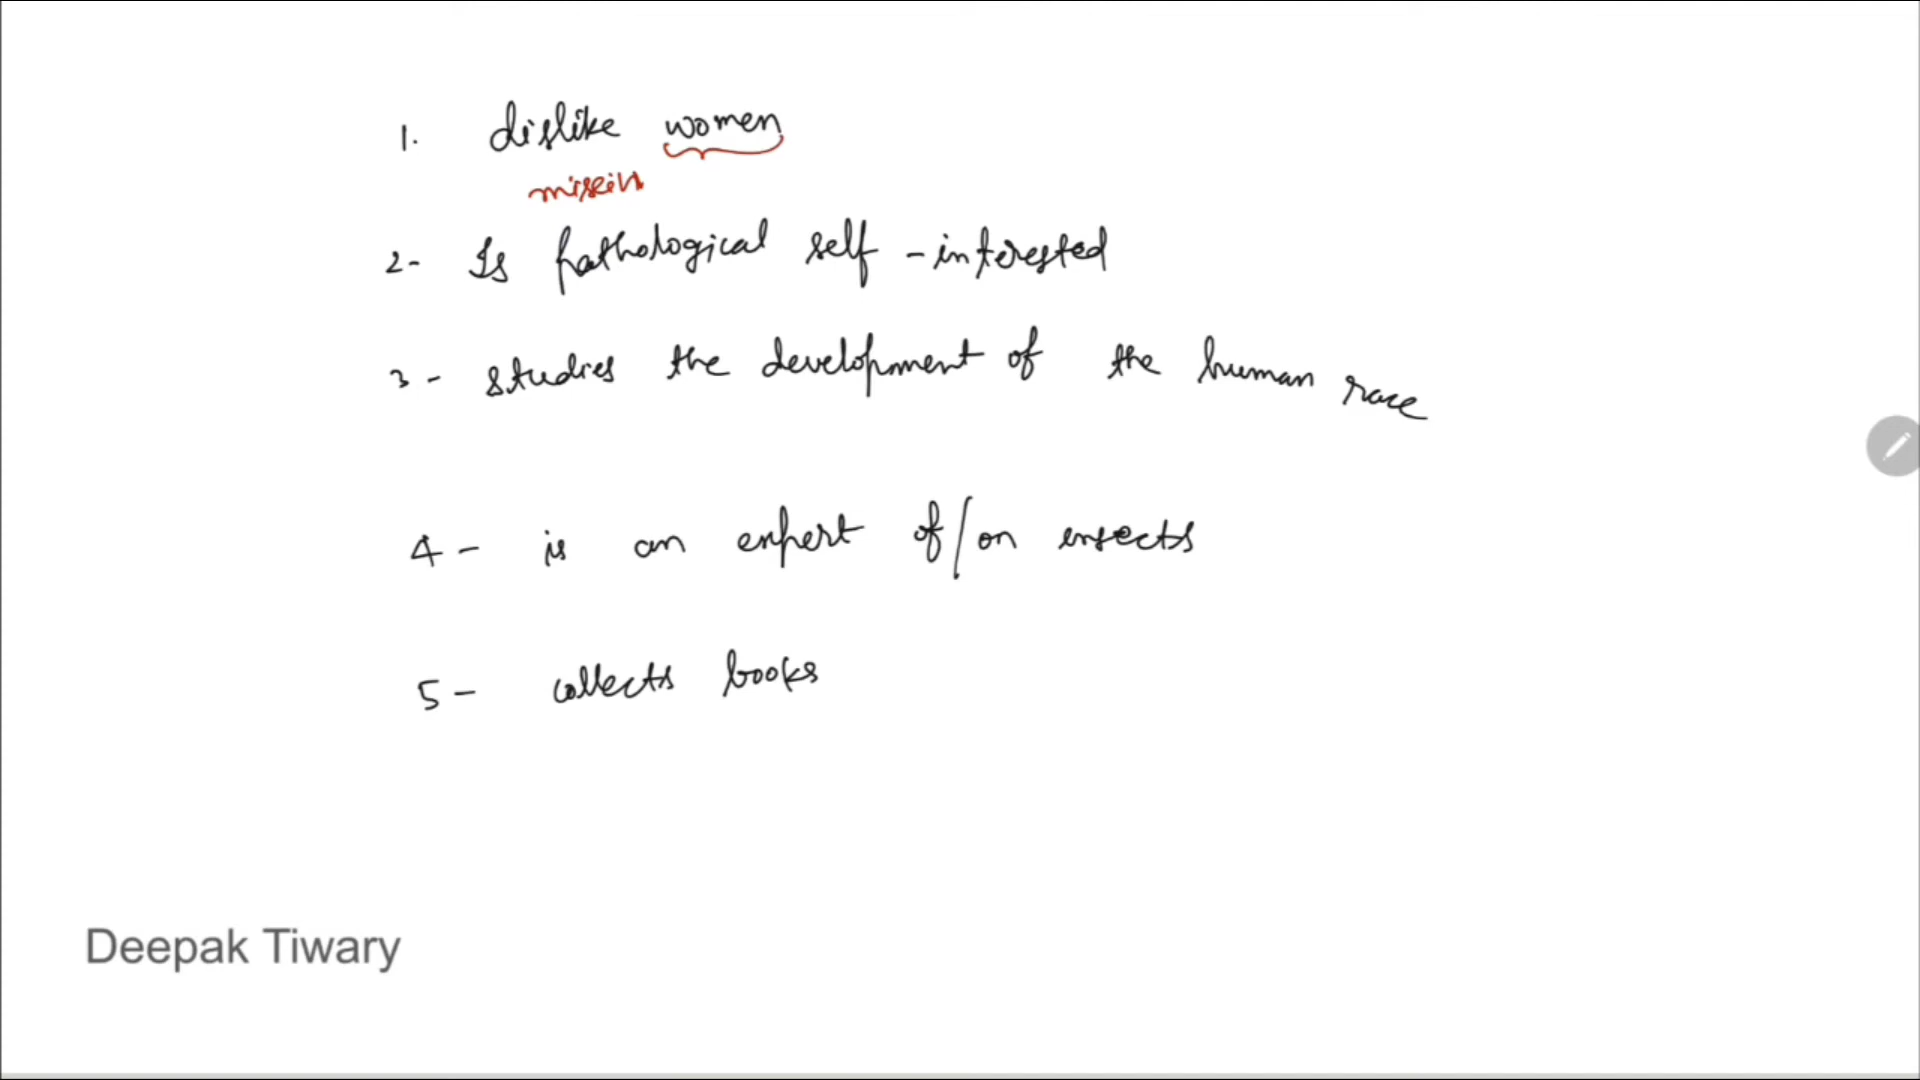 1. dislike women
2- Is pathological self-interested
3- studies the development of the human race
4- is an expert of/on insects
5- collects books
Deepak Tiwary